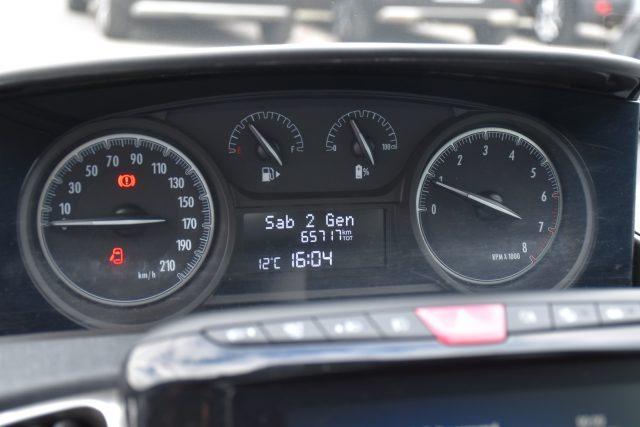 10 30 50 70 90 110 130 150 170 190 210
km/h
E F
0 100
%
Sab 2 Gen
65717 km
TOT
12°C 16:04
0 1 2 3 4 5 6 7 8
RPM X 1000